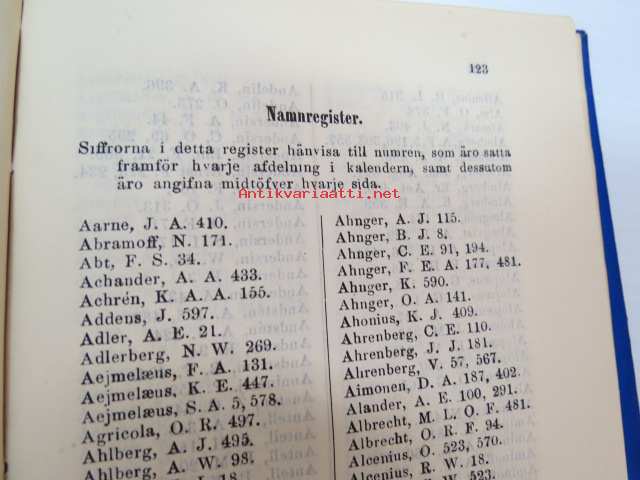 123
Namnregister.
Siffrorna i detta register hänvisa till numren, som äro satta
framför hvarje afdelning i kalendern, samt dessutom
äro angifna midtöfver hvarje sida.
Antikvariaatti.net
Aarne, J. A. 410.
Abramoff, N. 171.
Abt, F. S. 34.
Achander, A. A. 433.
Achrén, K. A. A. 155.
Addens, J. 597.
Adler, A. E. 21.
Adlerberg, N. W. 269.
Aejmelæus, F. A. 131.
Aejmelæus, K. E. 447.
Aejmelæus, S. A. 5, 578.
Agricola, O. R. 497.
Ahlberg, A. J. 495.
Ahlberg, A. W. 98.
Ahnger, A. J. 115.
Ahnger, B. J. 8.
Ahnger, C. E. 91, 194.
Ahnger, F. E. A. 177, 481.
Ahnger, K. 590.
Ahnger, O. A. 141.
Ahonius, K. J. 409.
Ahrenberg, C. E. 110.
Ahrenberg, J. J. 181.
Ahrenberg, V. 57, 567.
Aimonen, D. A. 187, 402.
Alander, A. E. 100, 291.
Albrecht, M. L. O. F. 481.
Albrecht, O. R. F. 94.
Alcenius, O. 523, 570.
Alcenius, R. W. 18.